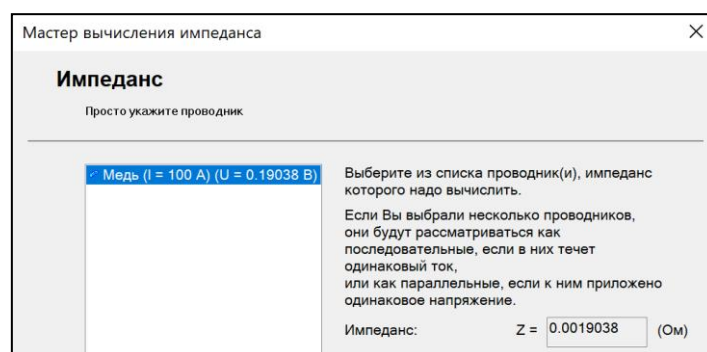 Мастер вычисления импеданса
Импеданс
Просто укажите проводник
Медь (I = 100 A) (U = 0.19038 В)
Выберите из списка проводник(и), импеданс
которого надо вычислить.
Если Вы выбрали несколько проводников,
они будут рассматриваться как
последовательные, если в них течет
одинаковый ток,
или как параллельные, если к ним приложено
одинаковое напряжение.
Импеданс: Z = 0.0019038 (Ом)